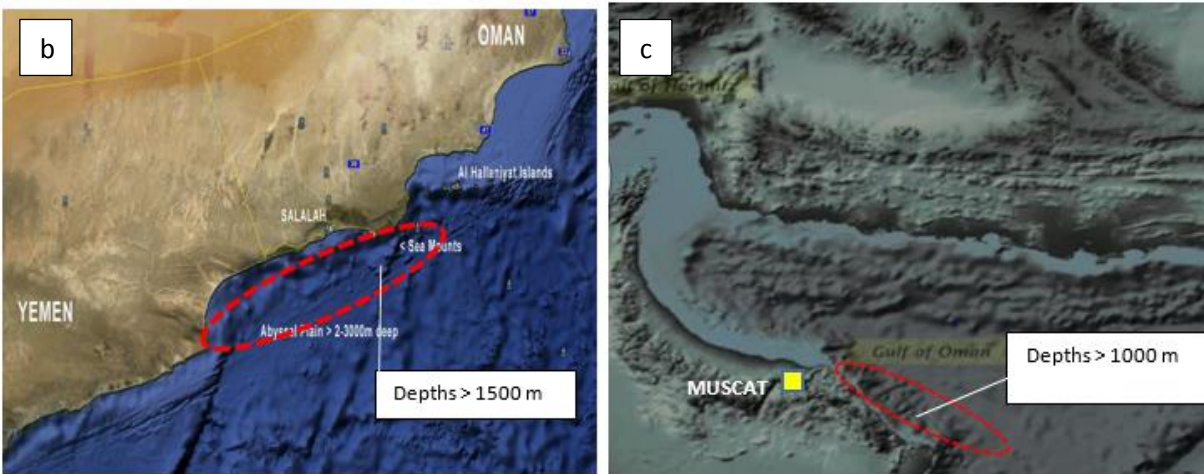 b
OMAN
Al Hallaniyat Islands
SALALAH
< Sea Mounts
YEMEN
Abyssal Plain > 2-3000m deep
Depths > 1500 m
c
Gulf of Oman
Depths > 1000 m
MUSCAT